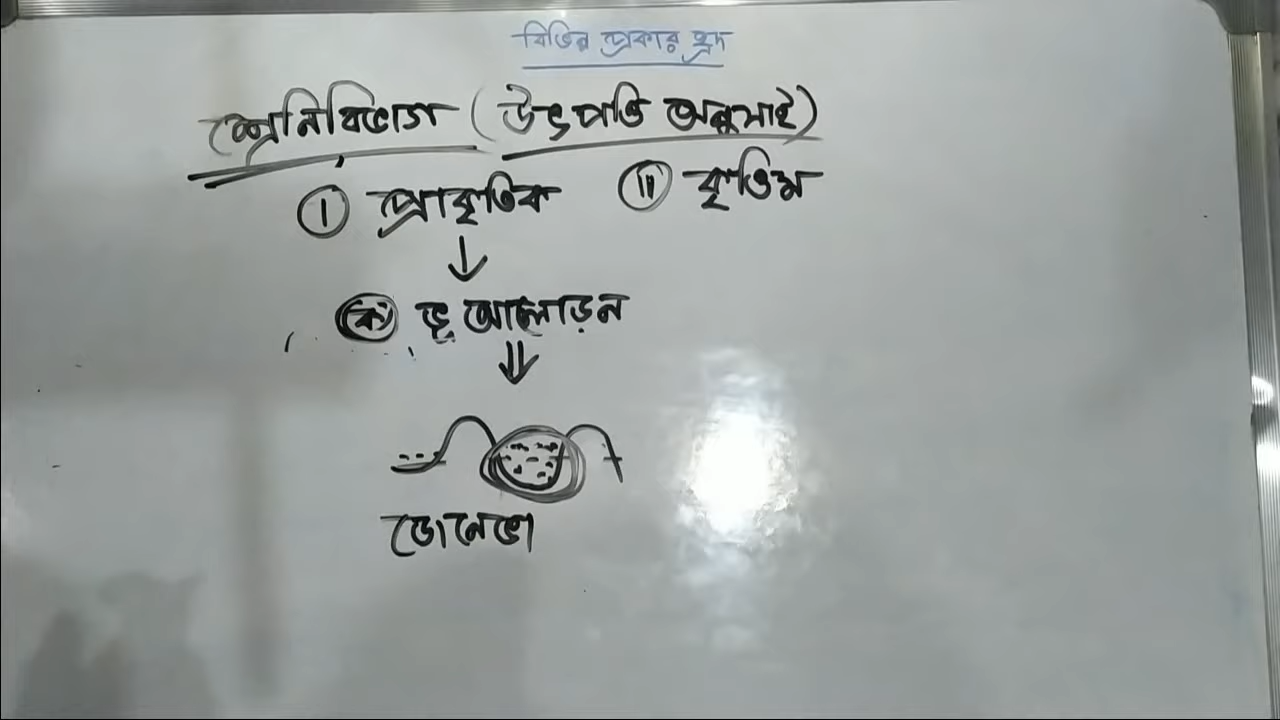 বিভিন্ন প্রকার হ্রদ
শ্রেনিবিভাগ ( উৎপত্তি অনুসাই )
i প্রাকৃতিক ii কৃত্তিম
ক ভূ আলোড়ন
জেনেভা